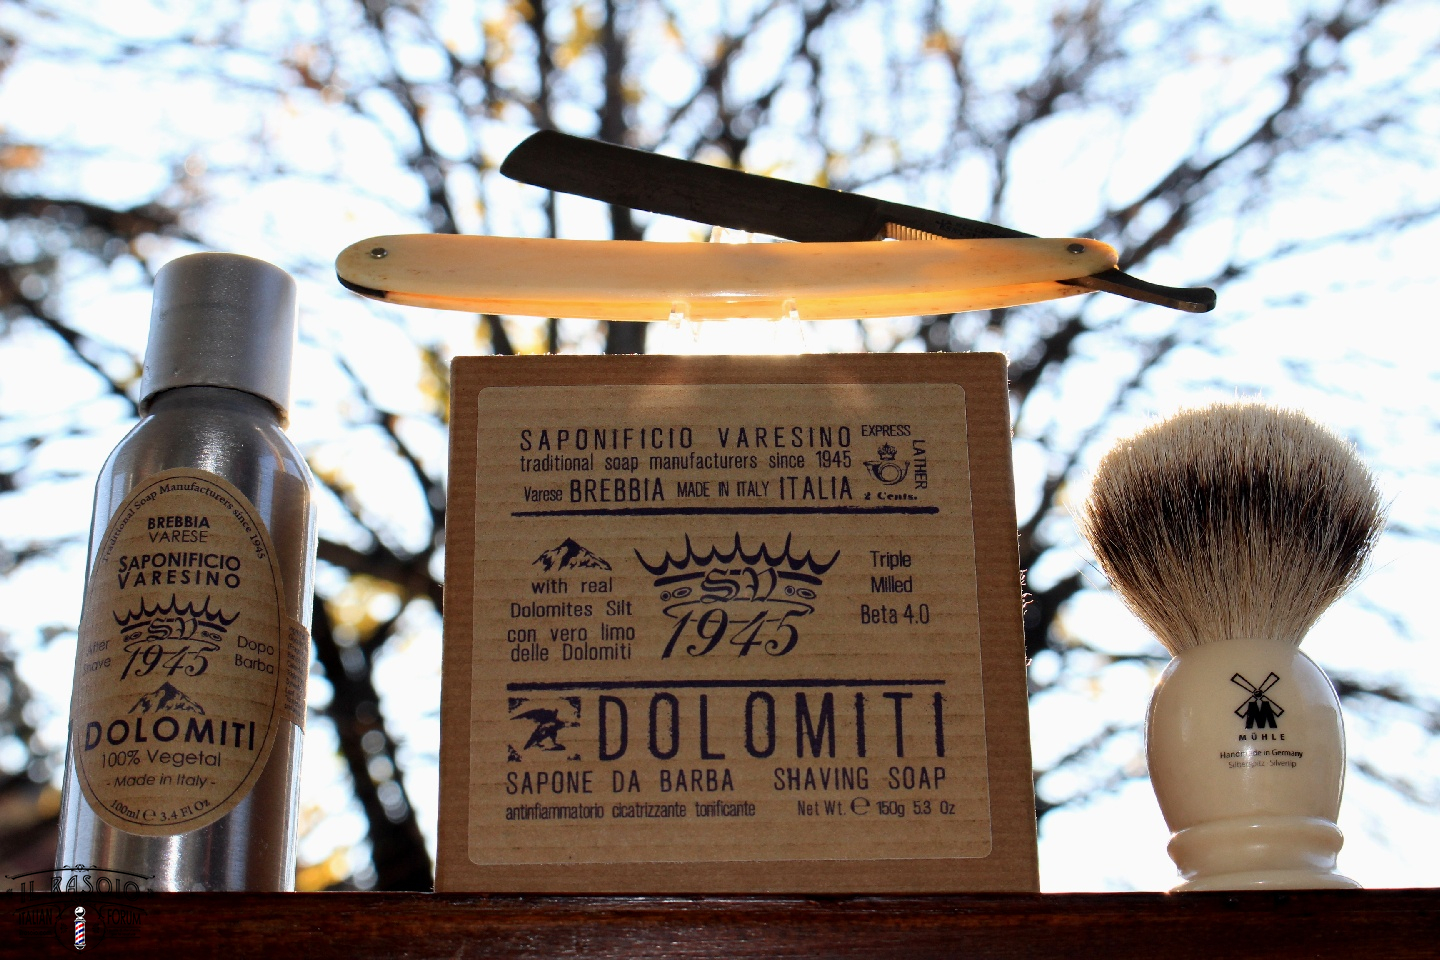 Traditional Soap Manufacturers since 1945
BREBBIA
VARESE
SAPONIFICIO
VARESINO
SV
1945
After
Shave
Dopo
Barba
DOLOMITI
100% Vegetal
- Made in Italy -
100ml ℮ 3.4 Fl Oz
SAPONIFICIO VARESINO
traditional soap manufacturers since 1945
Varese BREBBIA MADE IN ITALY ITALIA
EXPRESS
LATHER
2 Cents.
with real
Dolomites Silt
con vero limo
delle Dolomiti
SV
1945
Triple
Milled
Beta 4.0
DOLOMITI
SAPONE DA BARBA SHAVING SOAP
antinfiammatorio cicatrizzante tonificante Net Wt. ℮ 150g 5.3 Oz
MÜHLE
Handmade in Germany
Silberspitz Silvertip
IL RASOIO